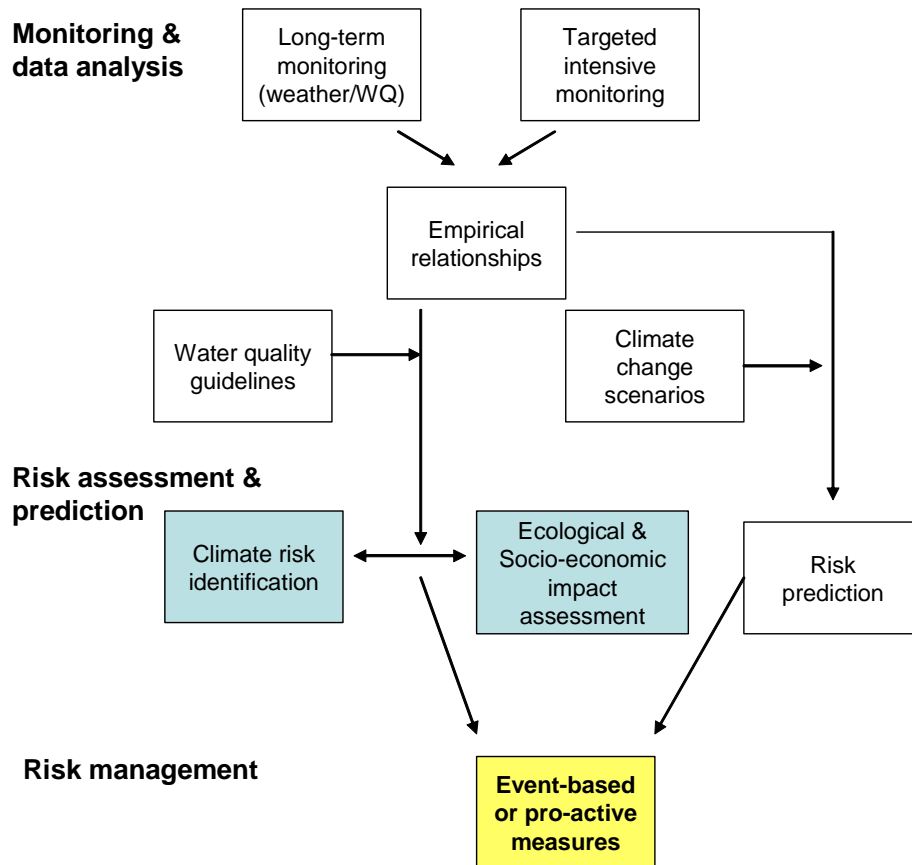 Monitoring &
data analysis
Long-term
monitoring
(weather/WQ)
Targeted
intensive
monitoring
Empirical
relationships
Water quality
guidelines
Climate
change
scenarios
Risk assessment &
prediction
Climate risk
identification
Ecological &
Socio-economic
impact
assessment
Risk
prediction
Risk management
Event-based
or pro-active
measures